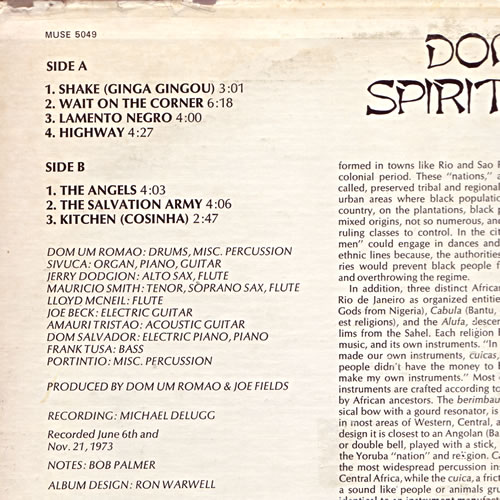 MUSE 5049
SIDE A
1. SHAKE (GINGA GINGOU) 3:01
2. WAIT ON THE CORNER 6:18
3. LAMENTO NEGRO 4:00
4. HIGHWAY 4:27
SIDE B
1. THE ANGELS 4:03
2. THE SALVATION ARMY 4:06
3. KITCHEN (COSINHA) 2:47
DOM UM ROMAO: DRUMS, MISC. PERCUSSION
SIVUCA: ORGAN, PIANO, GUITAR
JERRY DODGION: ALTO SAX, FLUTE
MAURICIO SMITH: TENOR, SOPRANO SAX, FLUTE
LLOYD MCNEIL: FLUTE
JOE BECK: ELECTRIC GUITAR
AMAURI TRISTAO: ACOUSTIC GUITAR
DOM SALVADOR: ELECTRIC PIANO, PIANO
FRANK TUSA: BASS
PORTINTIO: MISC. PERCUSSION
PRODUCED BY DOM UM ROMAO & JOE FIELDS
RECORDING: MICHAEL DELUGG
Recorded June 6th and
Nov. 21, 1973
NOTES: BOB PALMER
ALBUM DESIGN: RON WARWELL
DOM
SPIRIT
formed in towns like Rio and Sao
colonial period. These "nations,"
called, preserved tribal and regional
urban areas where black populatio
country, on the plantations, black
mixed origins, not so numerous, and
ruling classes to control. In the cit
men" could engage in dances and
ethnic lines because, the authorities
ries would prevent black people f
and overthrowing the regime.
In addition, three distinct Africa
Rio de Janeiro as organized entitie
Gods from Nigeria), Cabula (Bantu,
est religions), and the Alufa, descen
lims from the Sahel. Each religion
music, and its own instruments. "In
made our own instruments, cuicas,
people didn't have the money to b
make my own instruments." Most
instruments are crafted according to
by African ancestors. The berimbau
sical bow with a gourd resonator, is
in most areas of Western, Central, a
design it is closest to an Angolan (Ba
or double bell, played with a stick,
the Yoruba "nation" and religion. C
the most widespread percussion in
Central Africa, while the cuica, a frict
a sound like people or animals gru